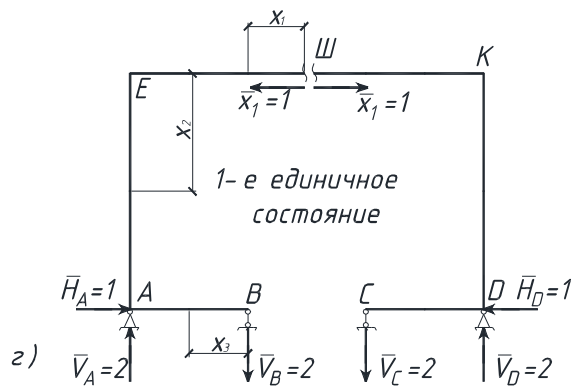 x₁
Ш
E
K
x̄₁=1
x̄₁=1
x₂
1-е единичное
состояние
H̄_A=1
A
B
C
D
H̄_D=1
x₃
г)
V̄_A=2
V̄_B=2
V̄_C=2
V̄_D=2